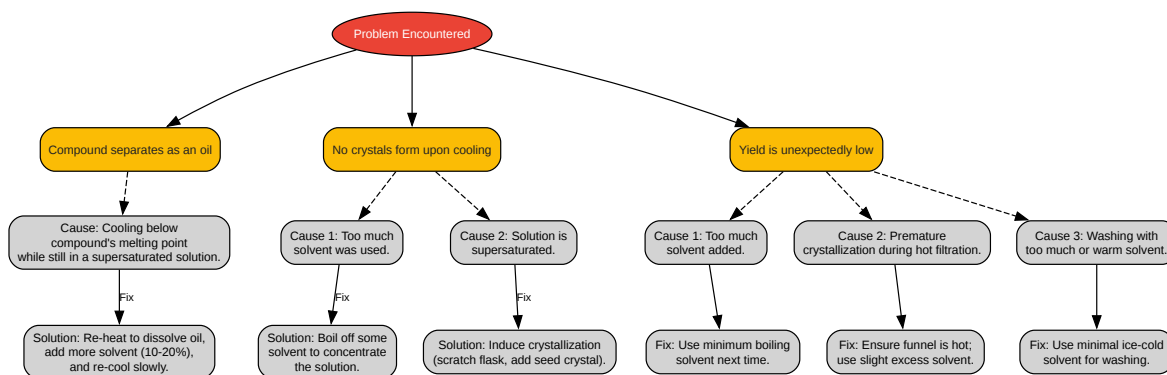 Problem Encountered
Compound separates as an oil
No crystals form upon cooling
Yield is unexpectedly low
Cause: Cooling below
compound's melting point
while still in a supersaturated solution.
Cause 1: Too much
solvent was used.
Cause 2: Solution is
supersaturated.
Cause 1: Too much
solvent added.
Cause 2: Premature
crystallization during hot filtration.
Cause 3: Washing with
too much or warm solvent.
Fix
Fix
Fix
Solution: Re-heat to dissolve oil,
add more solvent (10-20%),
and re-cool slowly.
Solution: Boil off some
solvent to concentrate
the solution.
Solution: Induce crystallization
(scratch flask, add seed crystal).
Fix: Use minimum boiling
solvent next time.
Fix: Ensure funnel is hot;
use slight excess solvent.
Fix: Use minimal ice-cold
solvent for washing.